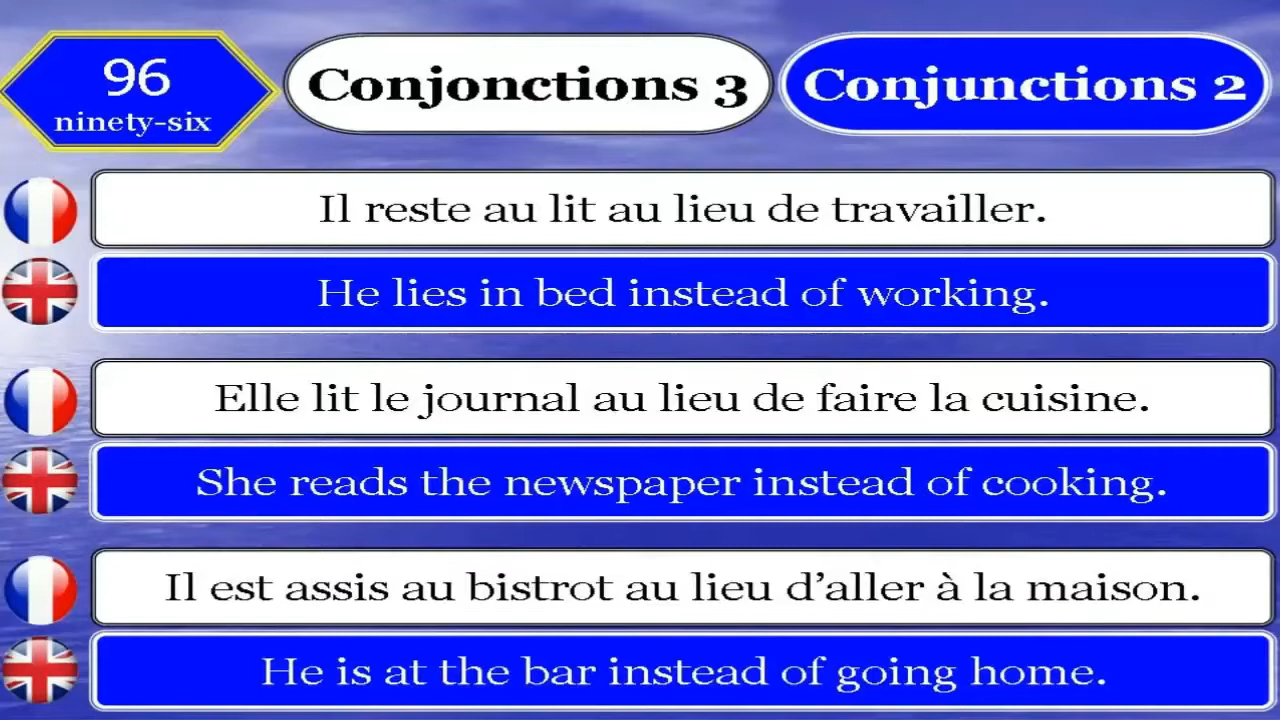 96
ninety-six
Conjonctions 3
Conjunctions 2
Il reste au lit au lieu de travailler.
He lies in bed instead of working.
Elle lit le journal au lieu de faire la cuisine.
She reads the newspaper instead of cooking.
Il est assis au bistrot au lieu d’aller à la maison.
He is at the bar instead of going home.